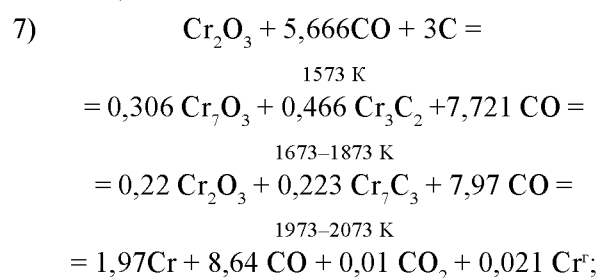 7) Cr₂O₃ + 5,666CO + 3C =
1573 К
= 0,306 Cr₇O₃ + 0,466 Cr₃C₂ +7,721 CO =
1673–1873 К
= 0,22 Cr₂O₃ + 0,223 Cr₇C₃ + 7,97 CO =
1973–2073 К
= 1,97Cr + 8,64 CO + 0,01 CO₂ + 0,021 Crᴦ;